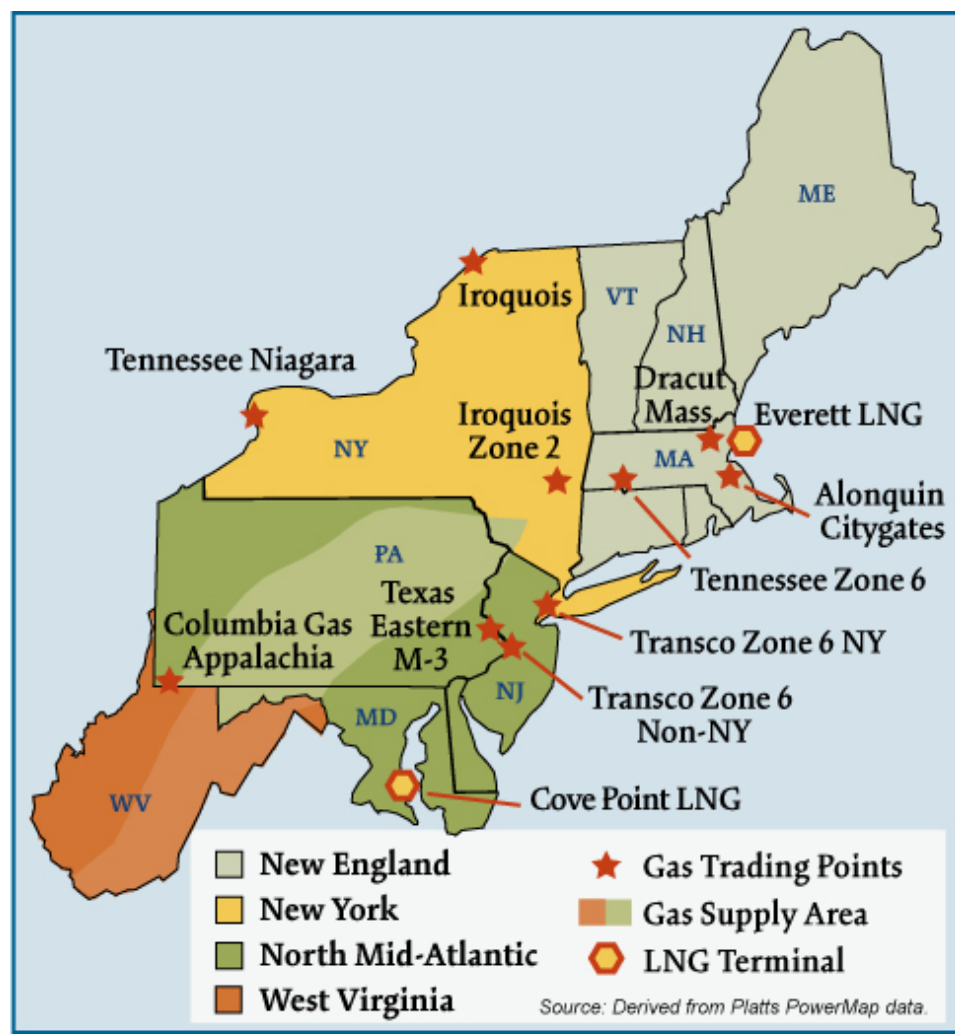 ME
VT
Iroquois
NH
Tennessee Niagara
Dracut
Mass.
Iroquois
Zone 2
Everett LNG
NY
MA
Alonquin
Citygates
PA
Tennessee Zone 6
Texas
Eastern
M-3
Columbia Gas
Appalachia
Transco Zone 6 NY
NJ
Transco Zone 6
Non-NY
MD
WV
Cove Point LNG
New England
New York
North Mid-Atlantic
West Virginia
Gas Trading Points
Gas Supply Area
LNG Terminal
Source: Derived from Platts PowerMap data.